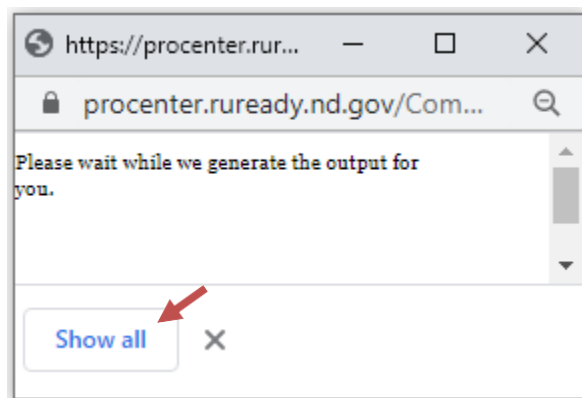 https://procenter.rur...
procenter.ruready.nd.gov/Com...
Please wait while we generate the output for
you.
Show all